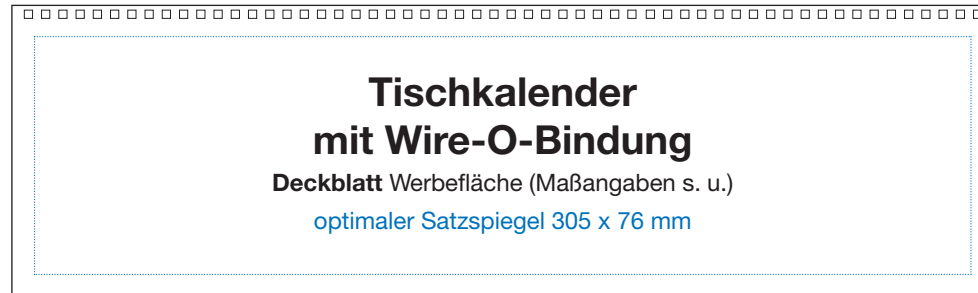 Tischkalender
mit Wire-O-Bindung
Deckblatt Werbefläche (Maßangaben s. u.)
optimaler Satzspiegel 305 x 76 mm